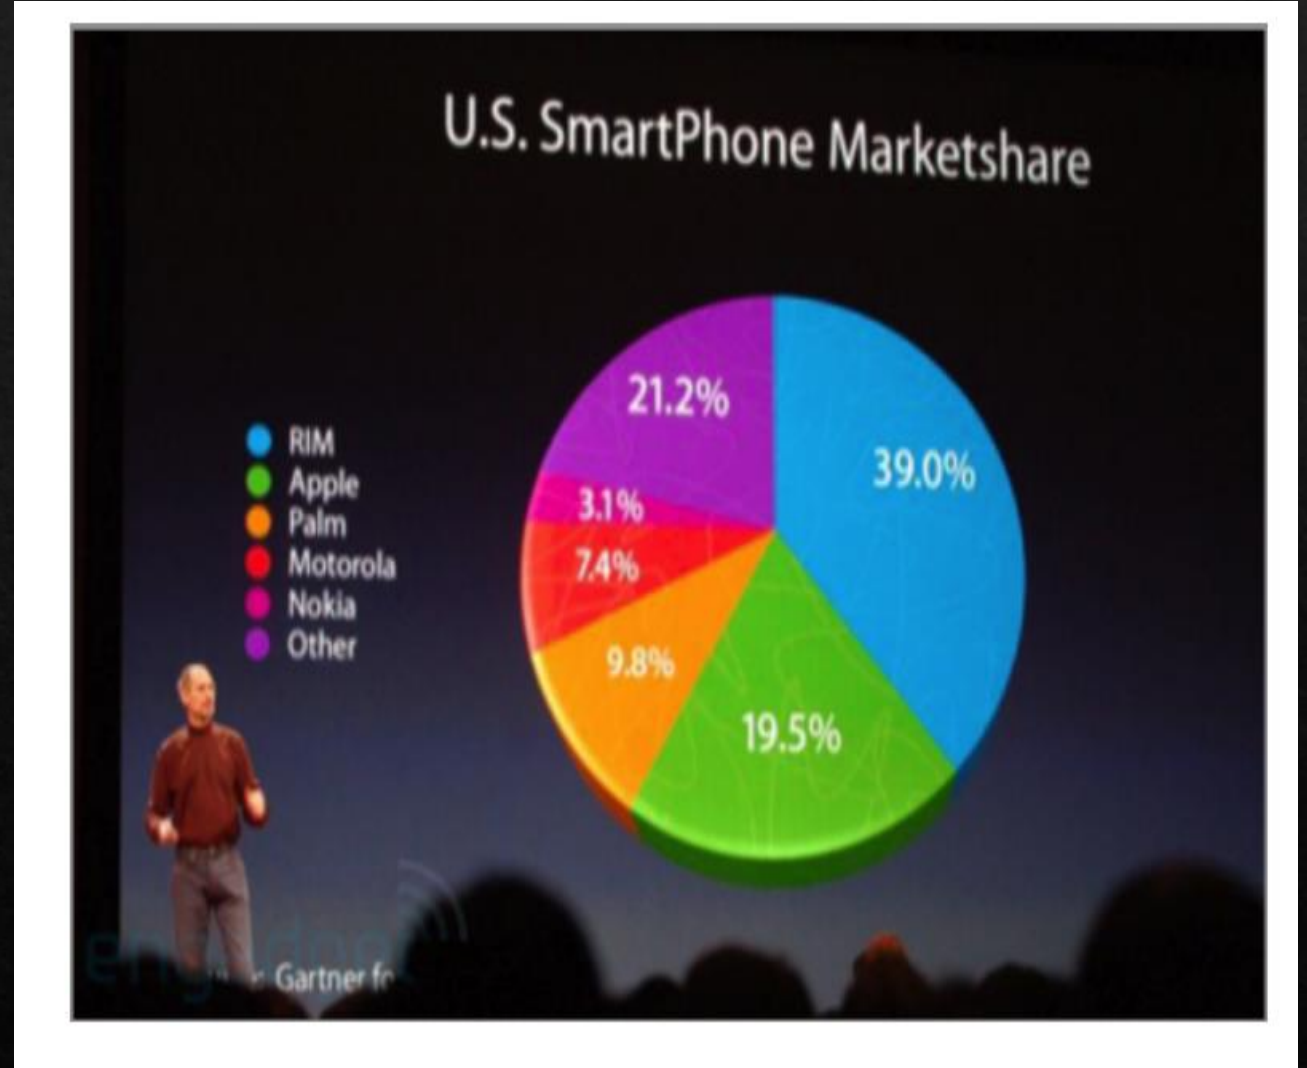 U.S. SmartPhone Marketshare
21.2%
39.0%
3.1%
7.4%
9.8%
19.5%
RIM
Apple
Palm
Motorola
Nokia
Other
engadget
Gartner fo